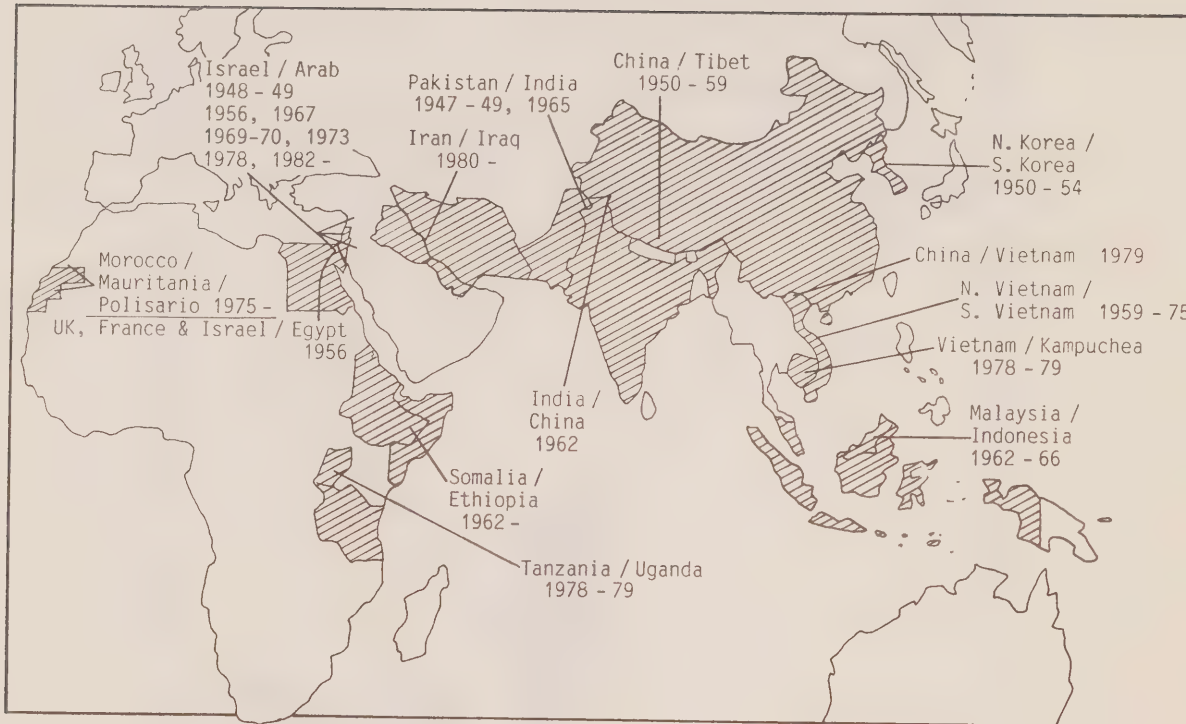 Israel / Arab
1948 - 49
1956, 1967
1969-70, 1973
1978, 1982 -
Pakistan / India
1947 - 49, 1965
Iran / Iraq
1980 -
China / Tibet
1950 - 59
N. Korea /
S. Korea
1950 - 54
Morocco /
Mauritania /
Polisario 1975 -
UK, France & Israel / Egypt
1956
China / Vietnam 1979
N. Vietnam /
S. Vietnam 1959 - 75
Vietnam / Kampuchea
1978 - 79
India /
China
1962
Malaysia /
Indonesia
1962 - 66
Somalia /
Ethiopia
1962 -
Tanzania / Uganda
1978 - 79